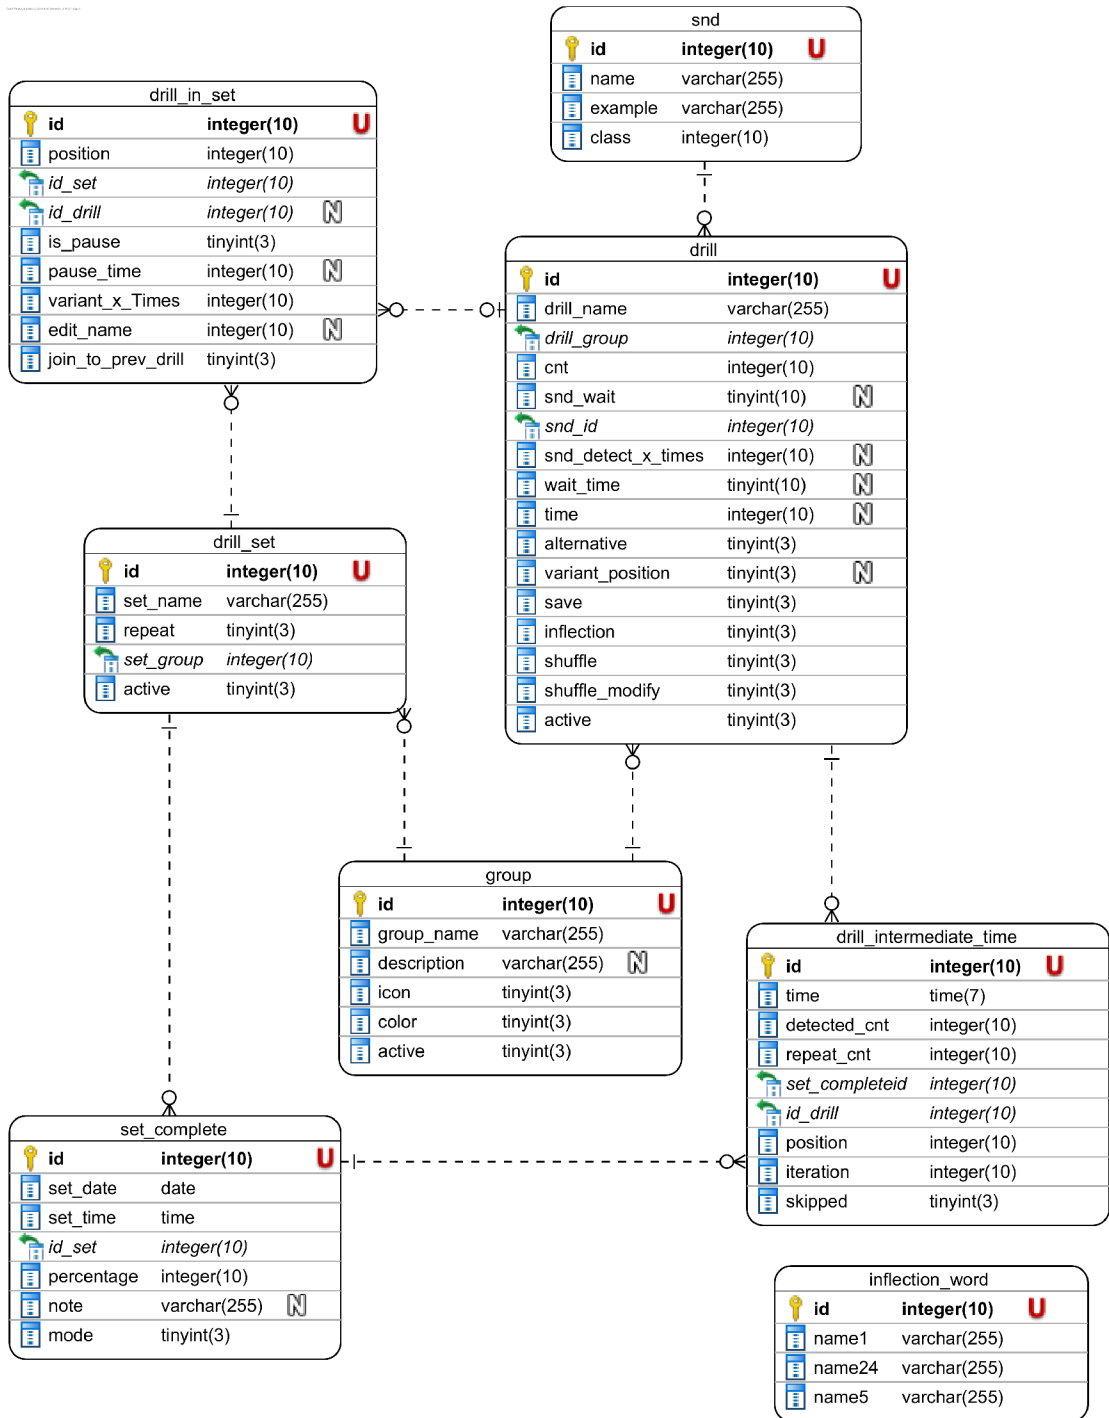 snd
id integer(10) U
name varchar(255)
example varchar(255)
class integer(10)
drill_in_set
id integer(10) U
position integer(10)
id_set integer(10)
id_drill integer(10) N
is_pause tinyint(3)
pause_time integer(10) N
variant_x_Times integer(10)
edit_name integer(10) N
join_to_prev_drill tinyint(3)
drill
id integer(10) U
drill_name varchar(255)
drill_group integer(10)
cnt integer(10)
snd_wait tinyint(10) N
snd_id integer(10)
snd_detect_x_times integer(10) N
wait_time tinyint(10) N
time integer(10) N
alternative tinyint(3)
variant_position tinyint(3) N
save tinyint(3)
inflection tinyint(3)
shuffle tinyint(3)
shuffle_modify tinyint(3)
active tinyint(3)
drill_set
id integer(10) U
set_name varchar(255)
repeat tinyint(3)
set_group integer(10)
active tinyint(3)
group
id integer(10) U
group_name varchar(255)
description varchar(255) N
icon tinyint(3)
color tinyint(3)
active tinyint(3)
drill_intermediate_time
id integer(10) U
time time(7)
detected_cnt integer(10)
repeat_cnt integer(10)
set_completeid integer(10)
id_drill integer(10)
position integer(10)
iteration integer(10)
skipped tinyint(3)
set_complete
id integer(10) U
set_date date
set_time time
id_set integer(10)
percentage integer(10)
note varchar(255) N
mode tinyint(3)
inflection_word
id integer(10) U
name1 varchar(255)
name24 varchar(255)
name5 varchar(255)